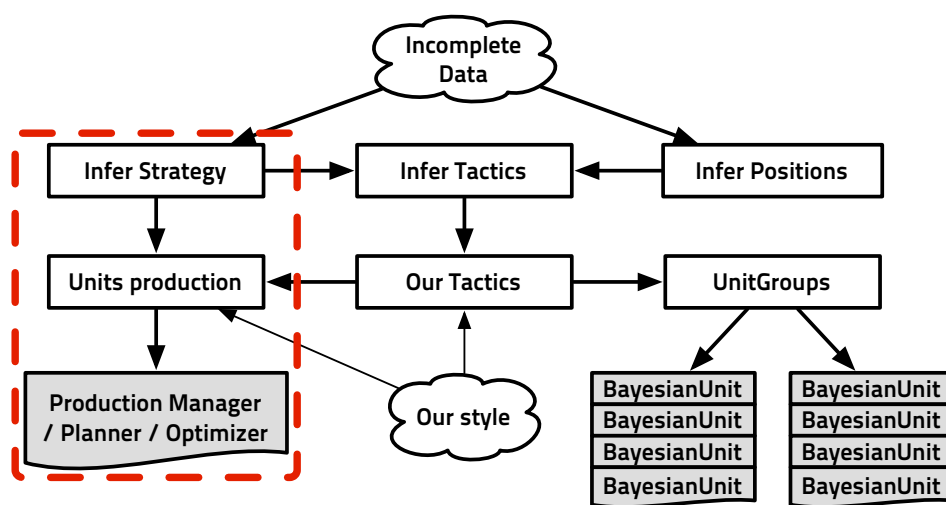 Incomplete
Data
Infer Strategy
Infer Tactics
Infer Positions
Units production
Our Tactics
UnitGroups
Production Manager
/ Planner / Optimizer
Our style
BayesianUnit
BayesianUnit
BayesianUnit
BayesianUnit
BayesianUnit
BayesianUnit
BayesianUnit
BayesianUnit